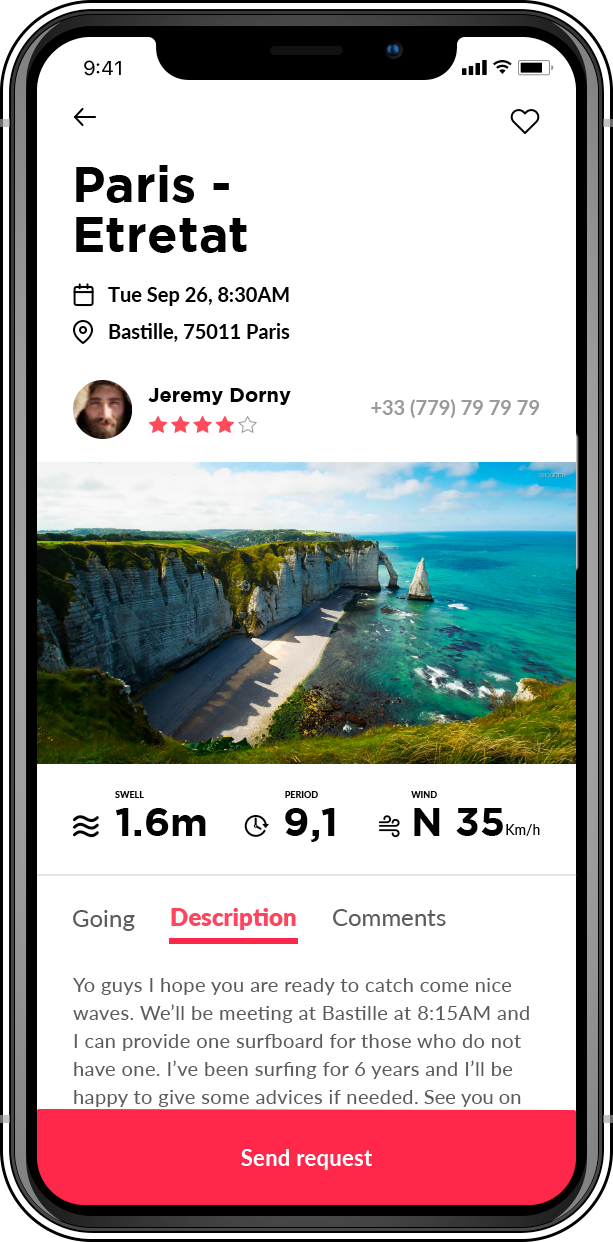 9:41
Paris -
Etretat
Tue Sep 26, 8:30AM
Bastille, 75011 Paris
Jeremy Dorny
+33 (779) 79 79 79
SWELL
1.6m
PERIOD
9,1
WIND
N 35Km/h
Going Description Comments
Yo guys I hope you are ready to catch come nice
waves. We’ll be meeting at Bastille at 8:15AM and
I can provide one surfboard for those who do not
have one. I’ve been surfing for 6 years and I’ll be
happy to give some advices if needed. See you on
Send request